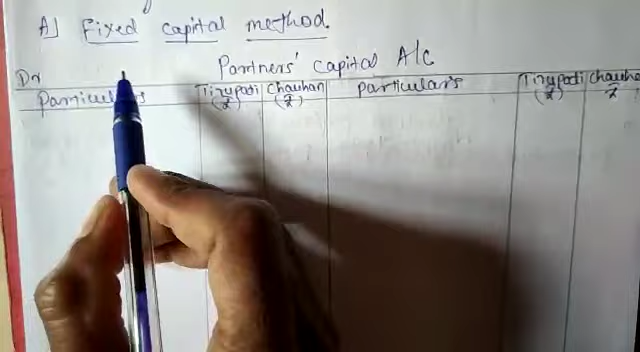 A] Fixed capital method.
Partners' capital A/c
Dr
Particulars Tirupati (₹) Chauhan (₹) Particulars Tirupati (₹) Chauhan ₹